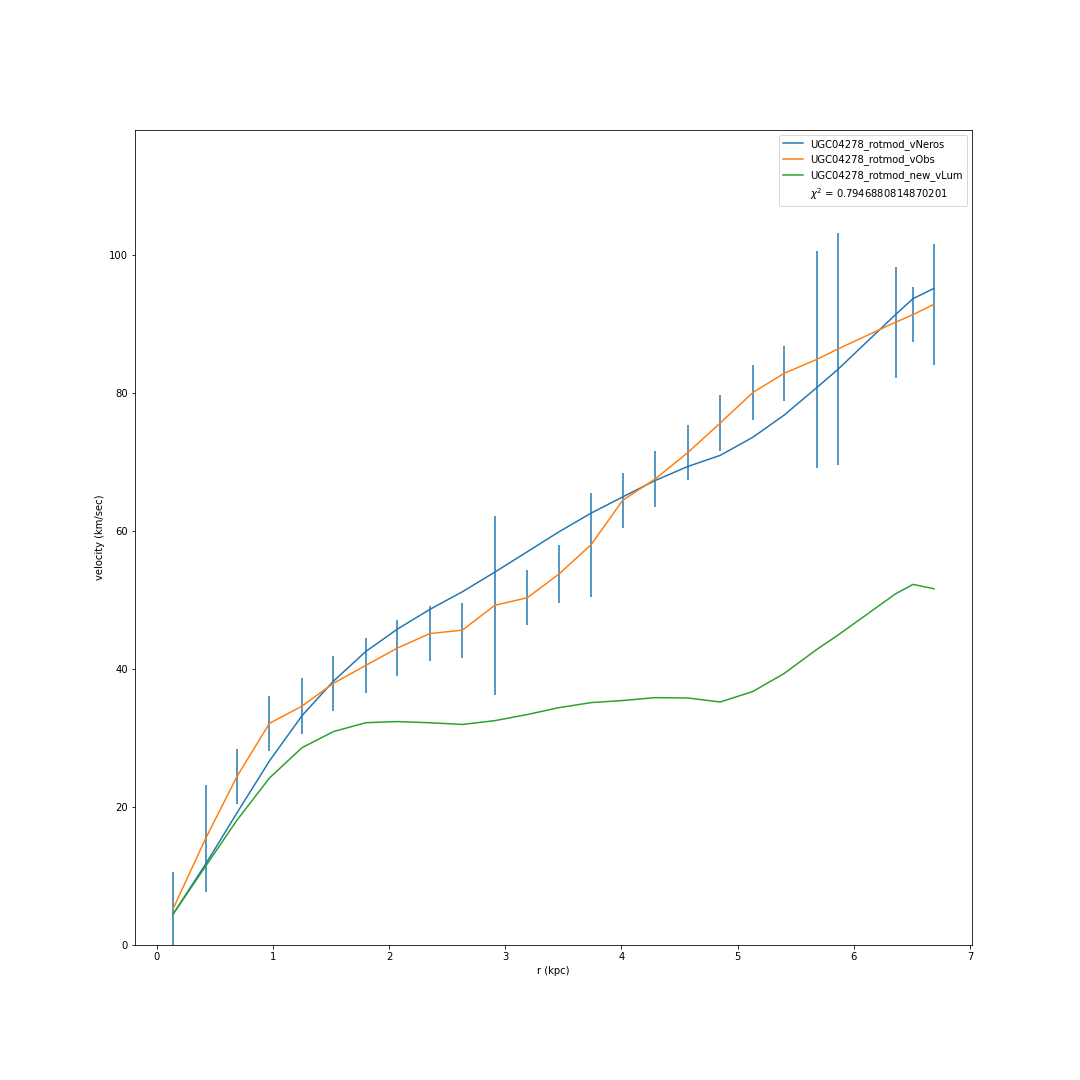 UGC04278_rotmod_vNeros
UGC04278_rotmod_vObs
UGC04278_rotmod_new_vLum
χ² = 0.7946880814870201
100
80
60
40
20
0
velocity (km/sec)
0 1 2 3 4 5 6 7
r (kpc)